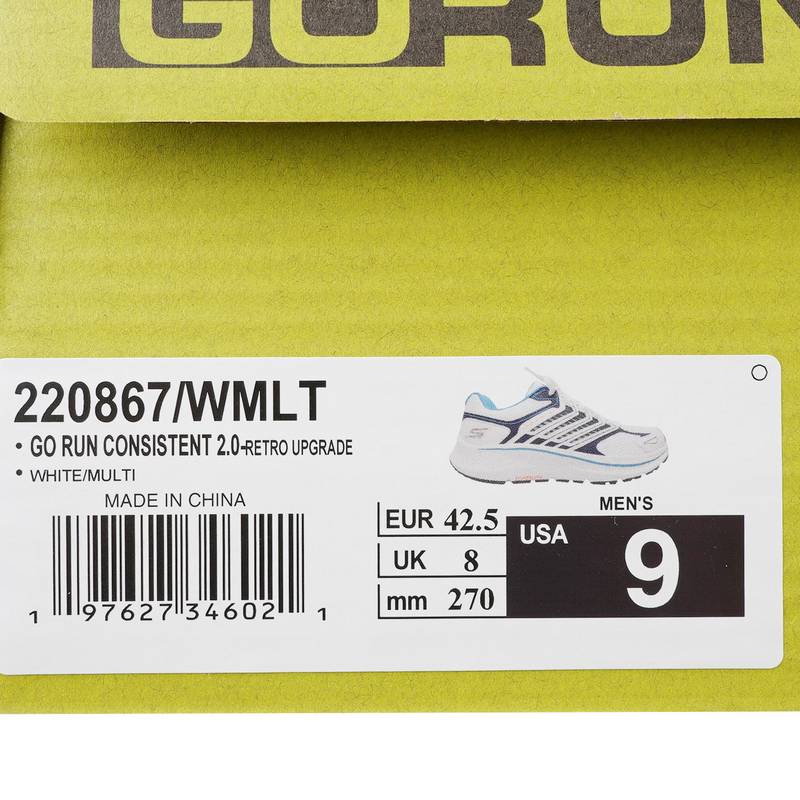 GORUN
220867/WMLT
• GO RUN CONSISTENT 2.0-RETRO UPGRADE
• WHITE/MULTI
MADE IN CHINA
1 97627 34602 1
MEN'S
EUR 42.5
UK 8
mm 270
USA 9